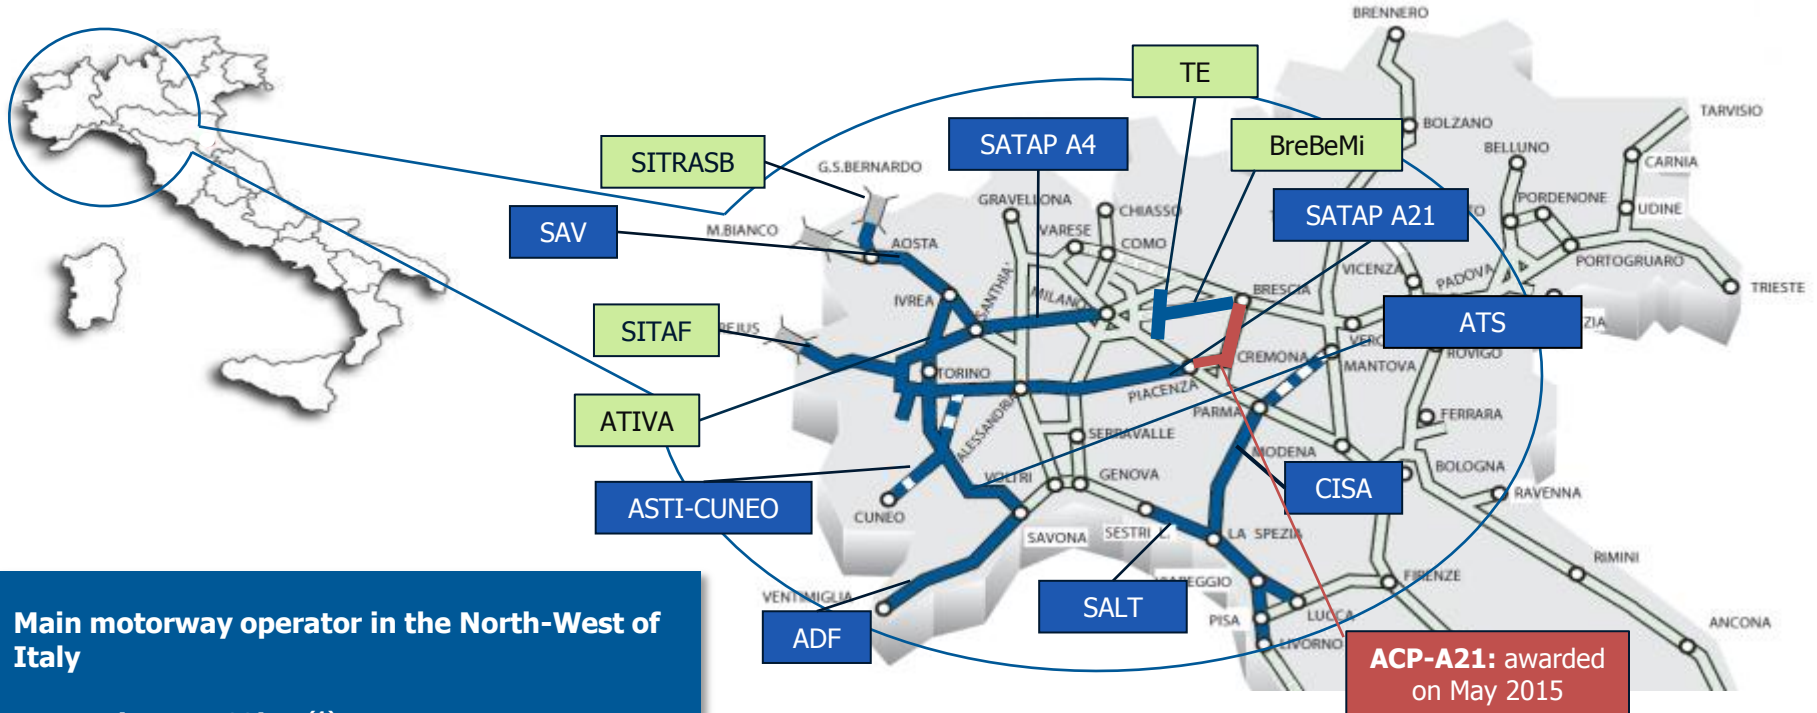 BRENNERO
TE
TARVISIO
BOLZANO
SATAP A4
BreBeMi
BELLUNO
CARNIA
SITRASB
G.S.BERNARDO
GRAVELLONA
CHIASSO
SATAP A21
PORDENONE
UDINE
SAV
M.BIANCO
AOSTA
VARESE
COMO
VICENZA
PADOVA
PORTOGRUARO
IVREA
SANTHIA'
MILANO
BRESCIA
TRIESTE
SITAF
ATS
TORINO
CREMONA
MANTOVA
ROVIGO
PIACENZA
ATIVA
ALESSANDRIA
PARMA
FERRARA
SERRAVALLE
MODENA
BOLOGNA
VOLTRI
GENOVA
CISA
RAVENNA
ASTI-CUNEO
CUNEO
SAVONA
SESTRI L.
LA SPEZIA
RIMINI
VENTIMIGLIA
SALT
FIRENZE
PISA
LUCCA
ANCONA
ADF
LIVORNO
ACP-A21: awarded
on May 2015
Main motorway operator in the North-West of
Italy